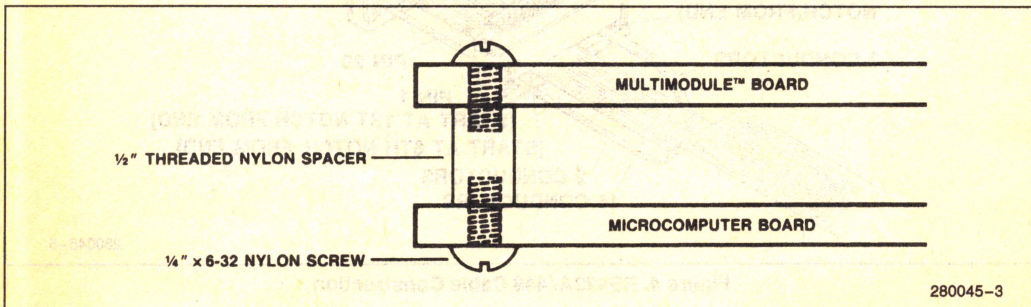 MULTIMODULE™ BOARD
½" THREADED NYLON SPACER
MICROCOMPUTER BOARD
¼" x 6-32 NYLON SCREW
280045-3